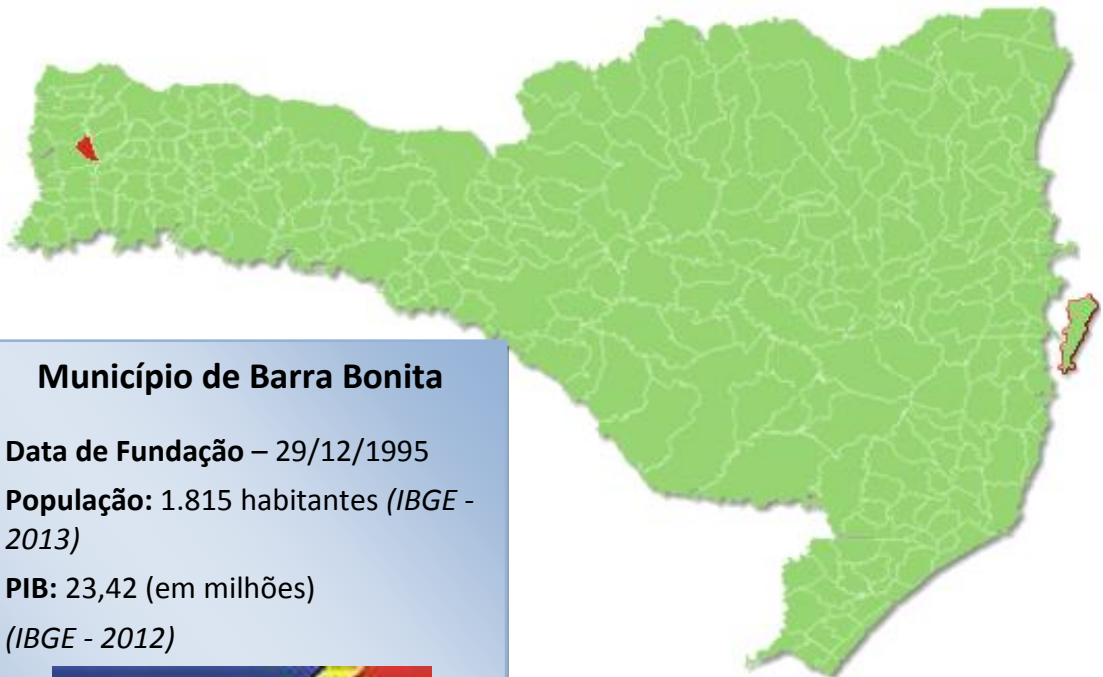 Município de Barra Bonita
Data de Fundação – 29/12/1995
População: 1.815 habitantes (IBGE -
2013)
PIB: 23,42 (em milhões)
(IBGE - 2012)